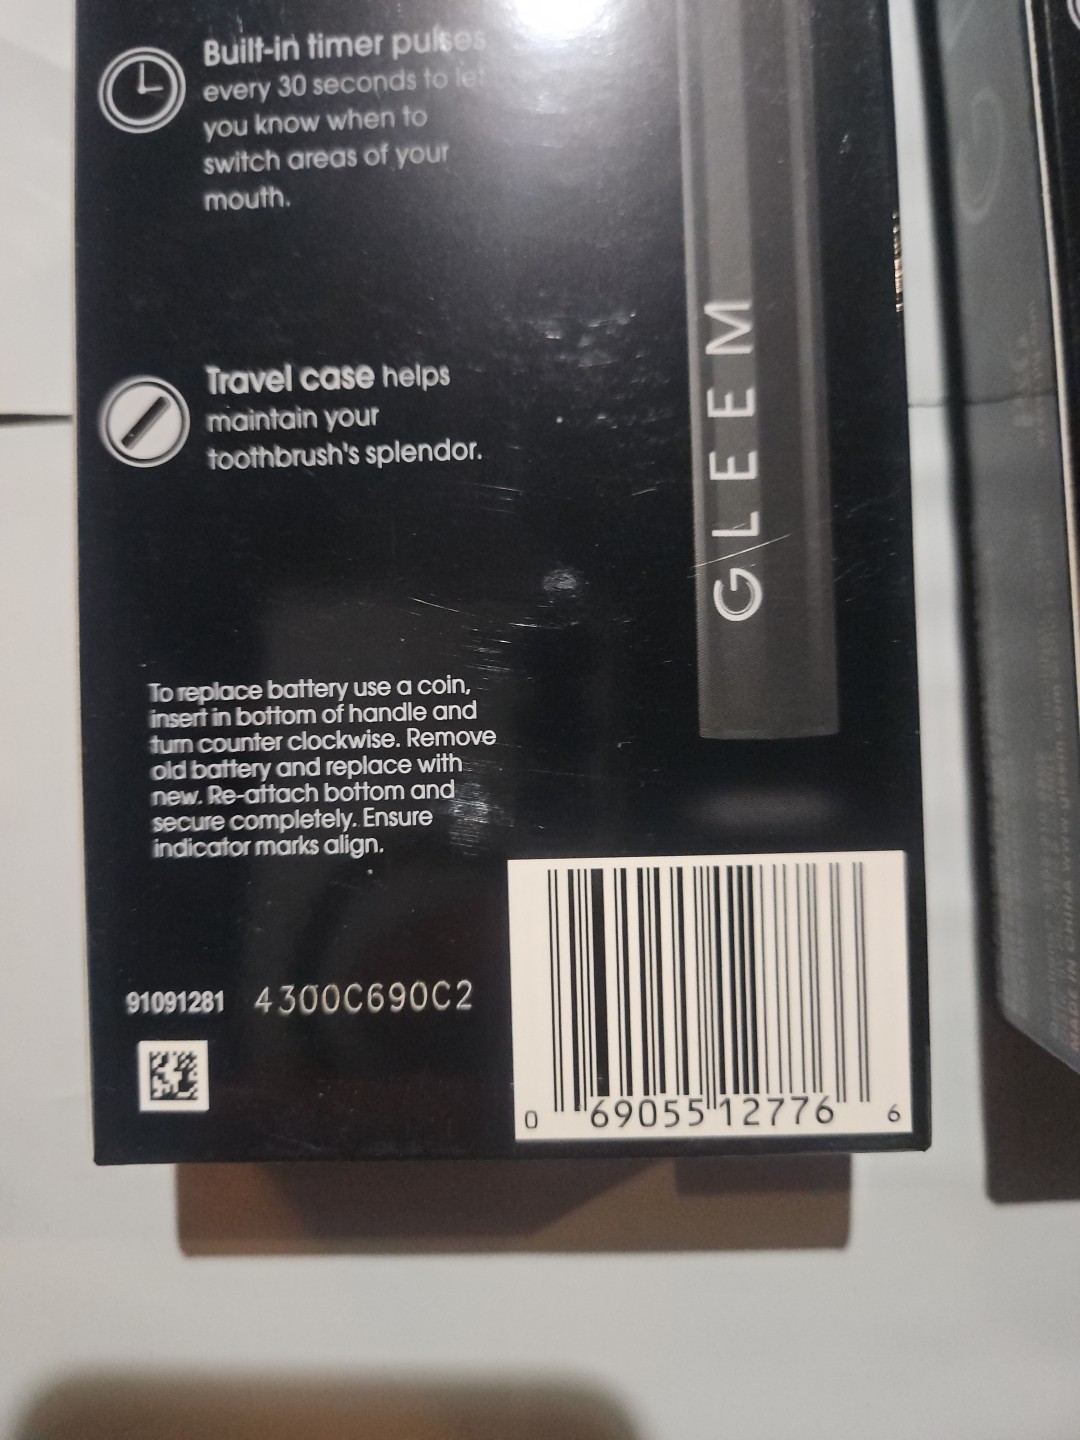 Built-in timer pulses
every 30 seconds to let
you know when to
switch areas of your
mouth.
Travel case helps
maintain your
toothbrush's splendor.
GLEEM
To replace battery use a coin,
insert in bottom of handle and
turn counter clockwise. Remove
old battery and replace with
new. Re-attach bottom and
secure completely. Ensure
indicator marks align.
91091281 4300C690C2
0 69055 12776 6
MADE IN CHINA